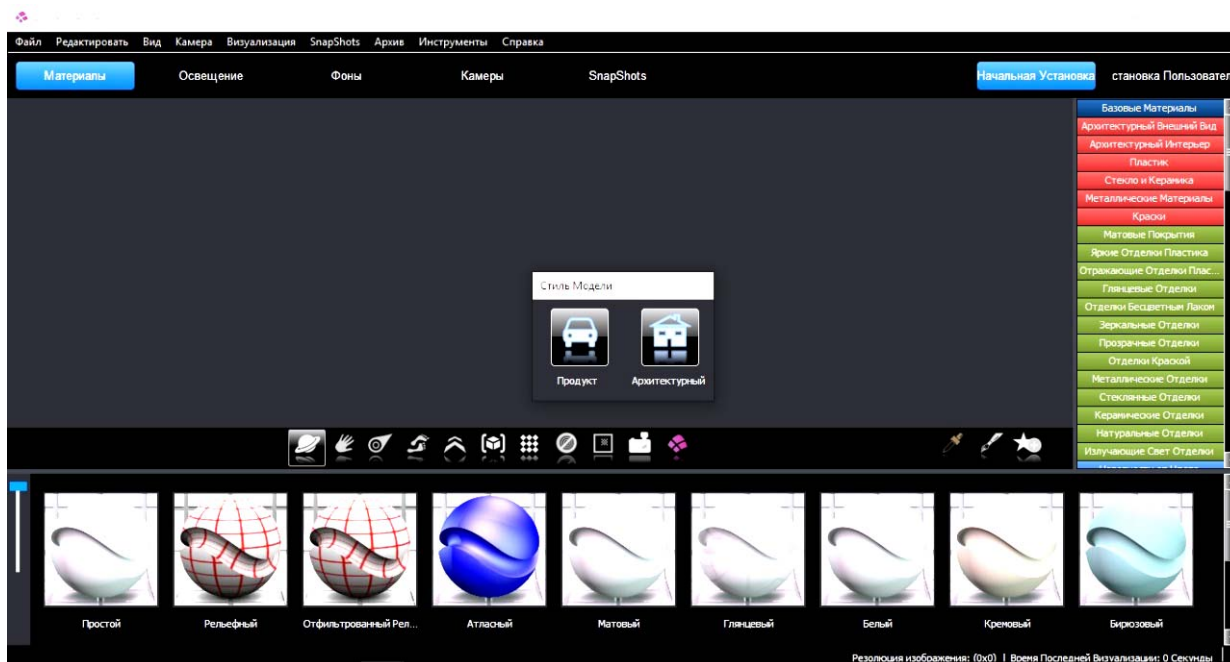 Файл Редактировать Вид Камера Визуализация SnapShots Архив Инструменты Справка
Материалы Освещение Фоны Камеры SnapShots Начальная Установка становка Пользовател
Базовые Материалы
Архитектурный Внешний Вид
Архитектурный Интерьер
Пластик
Стекло и Керамика
Металлические Материалы
Краски
Матовые Покрытия
Яркие Отделки Пластика
Отражающие Отделки Плас...
Глянцевые Отделки
Отделки Бесцветным Лаком
Зеркальные Отделки
Прозрачные Отделки
Отделки Краской
Металлические Отделки
Стеклянные Отделки
Керамические Отделки
Натуральные Отделки
Излучающие Свет Отделки
Стиль Модели
Продукт Архитектурный
Простой Рельефный Отфильтрованный Рел... Атласный Матовый Глянцевый Белый Кремовый Бирюзовый
Резолюция изображения: (0x0) | Время Последней Визуализации: 0 Секунды